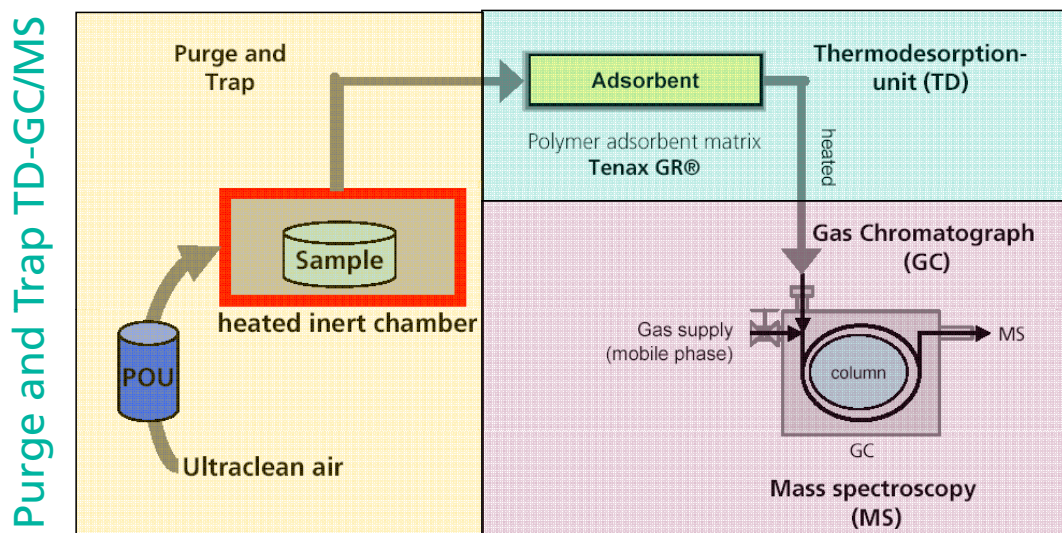 Purge and Trap TD-GC/MS
Purge and
Trap
Sample
heated inert chamber
POU
Ultraclean air
Adsorbent
Polymer adsorbent matrix
Tenax GR®
Thermodesorption-
unit (TD)
heated
Gas Chromatograph
(GC)
Gas supply
(mobile phase)
column
MS
GC
Mass spectroscopy
(MS)